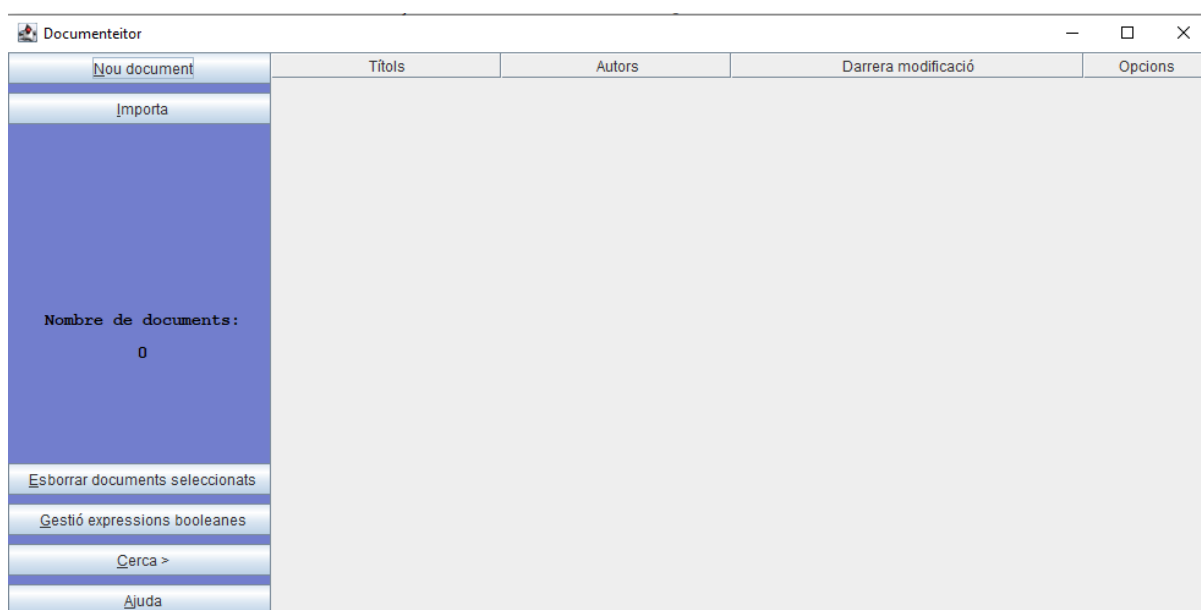 Documenteitor
Nou document
Títols
Autors
Darrera modificació
Opcions
Importa
Nombre de documents:
0
Esborrar documents seleccionats
Gestió expressions booleanes
Cerca >
Ajuda